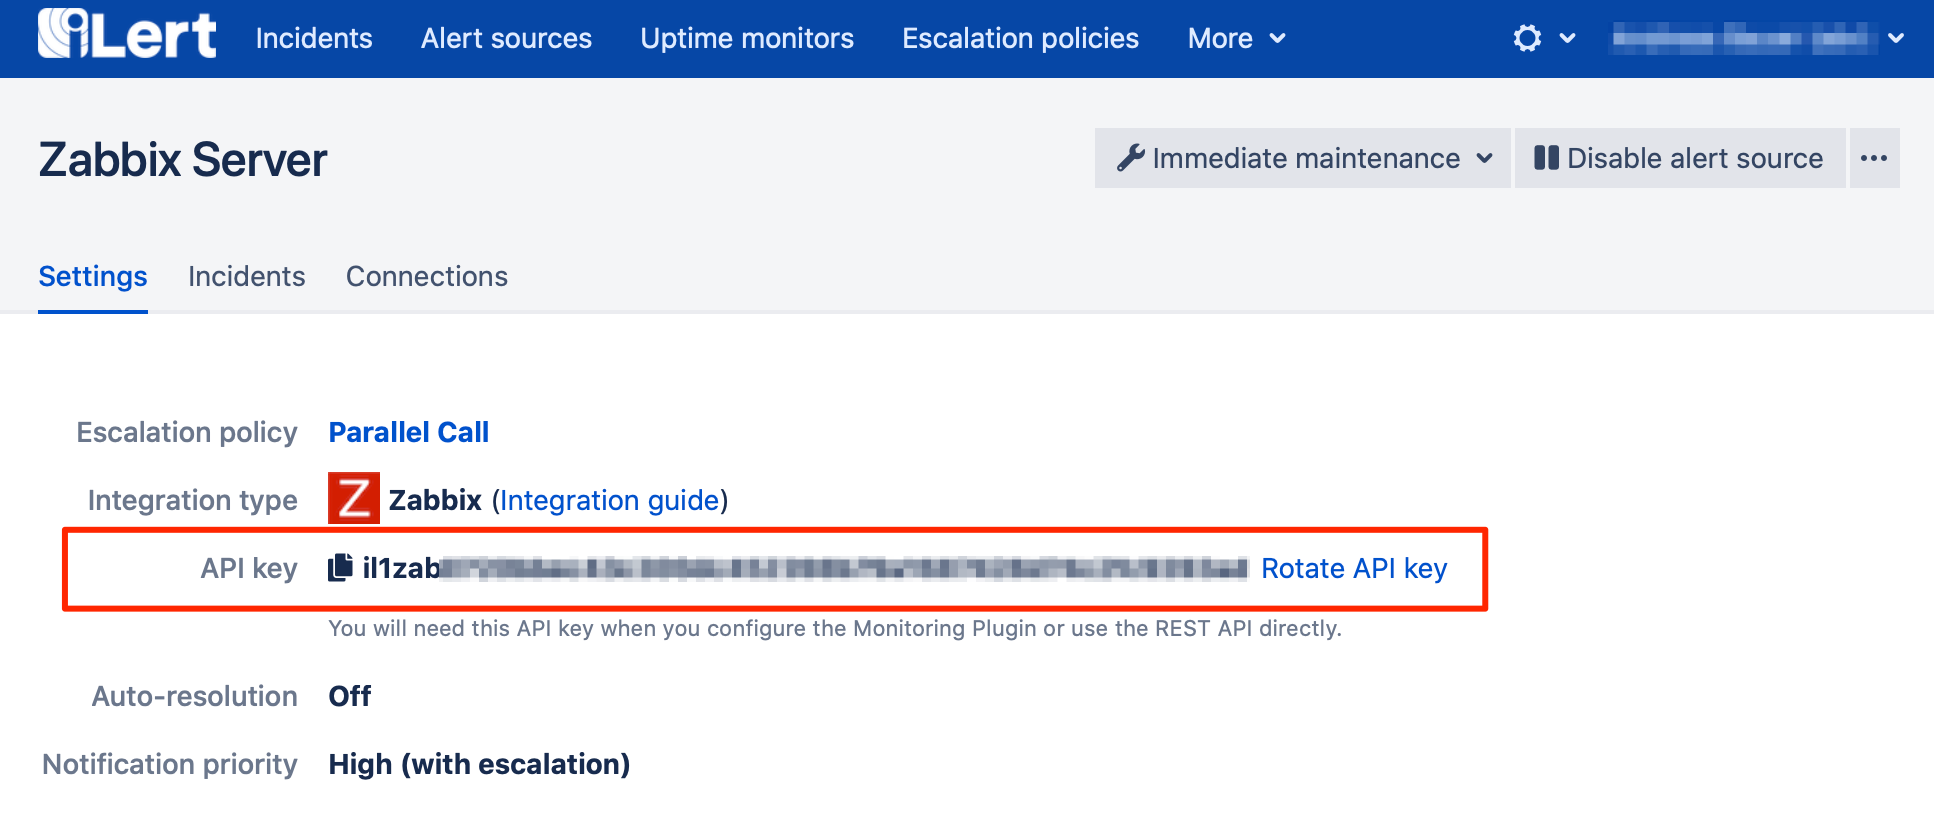 iLert Incidents Alert sources Uptime monitors Escalation policies More
Zabbix Server
Immediate maintenance Disable alert source
Settings Incidents Connections
Escalation policy Parallel Call
Integration type Z Zabbix (Integration guide)
API key il1zab Rotate API key
You will need this API key when you configure the Monitoring Plugin or use the REST API directly.
Auto-resolution Off
Notification priority High (with escalation)